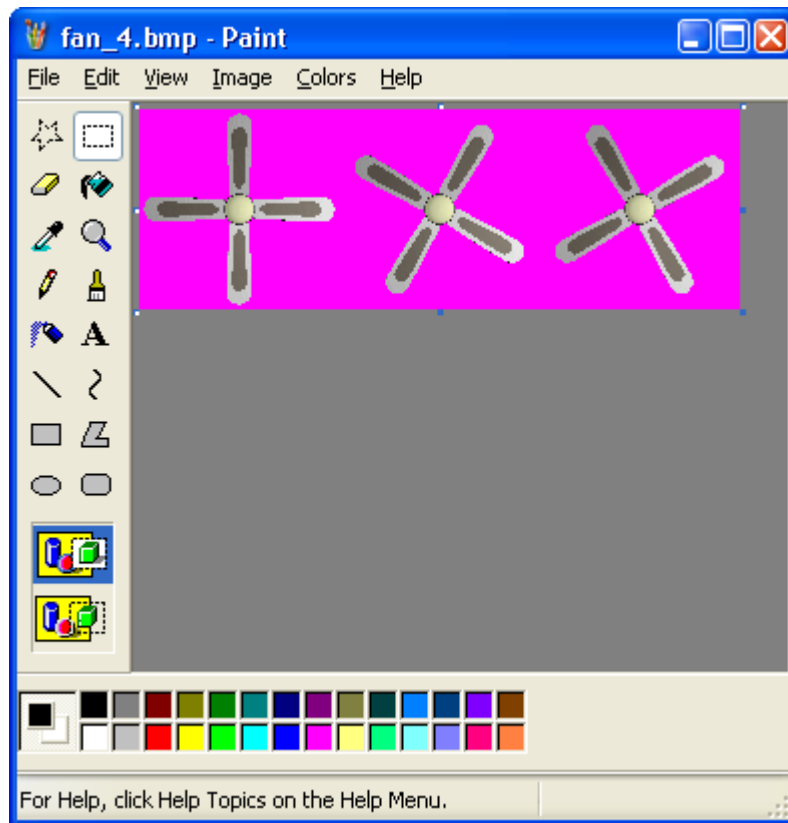 fan_4.bmp - Paint
File Edit View Image Colors Help
A
For Help, click Help Topics on the Help Menu.